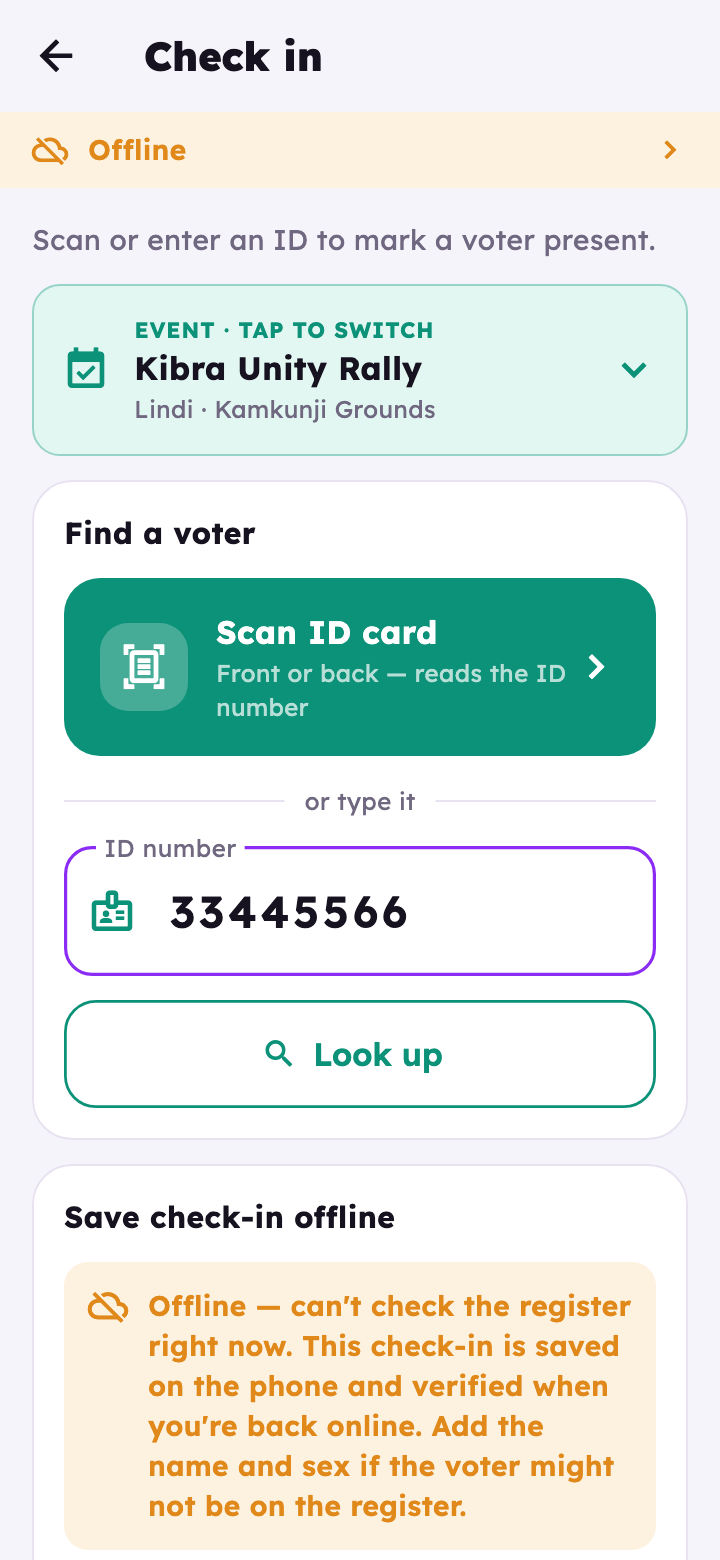 Check in
Offline
Scan or enter an ID to mark a voter present.
EVENT · TAP TO SWITCH
Kibra Unity Rally
Lindi · Kamkunji Grounds
Find a voter
Scan ID card
Front or back — reads the ID
number
or type it
ID number
33445566
Look up
Save check-in offline
Offline — can't check the register
right now. This check-in is saved
on the phone and verified when
you're back online. Add the
name and sex if the voter might
not be on the register.